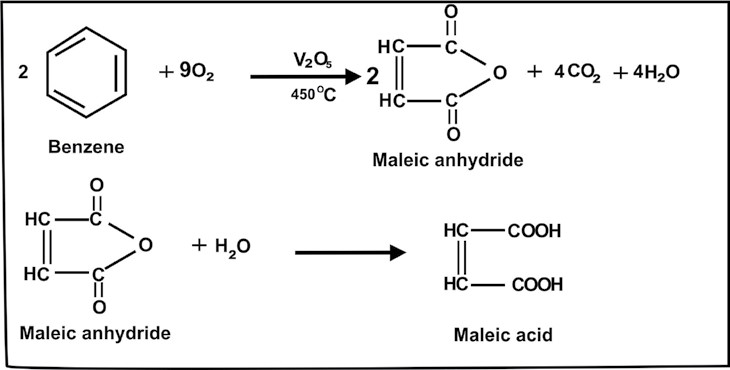 2 + 9O₂ V₂O₅ 450°C 2 HC C O O HC C O + 4CO₂ + 4H₂O
Benzene
Maleic anhydride
HC C O O HC C O + H₂O HC COOH HC COOH
Maleic anhydride
Maleic acid